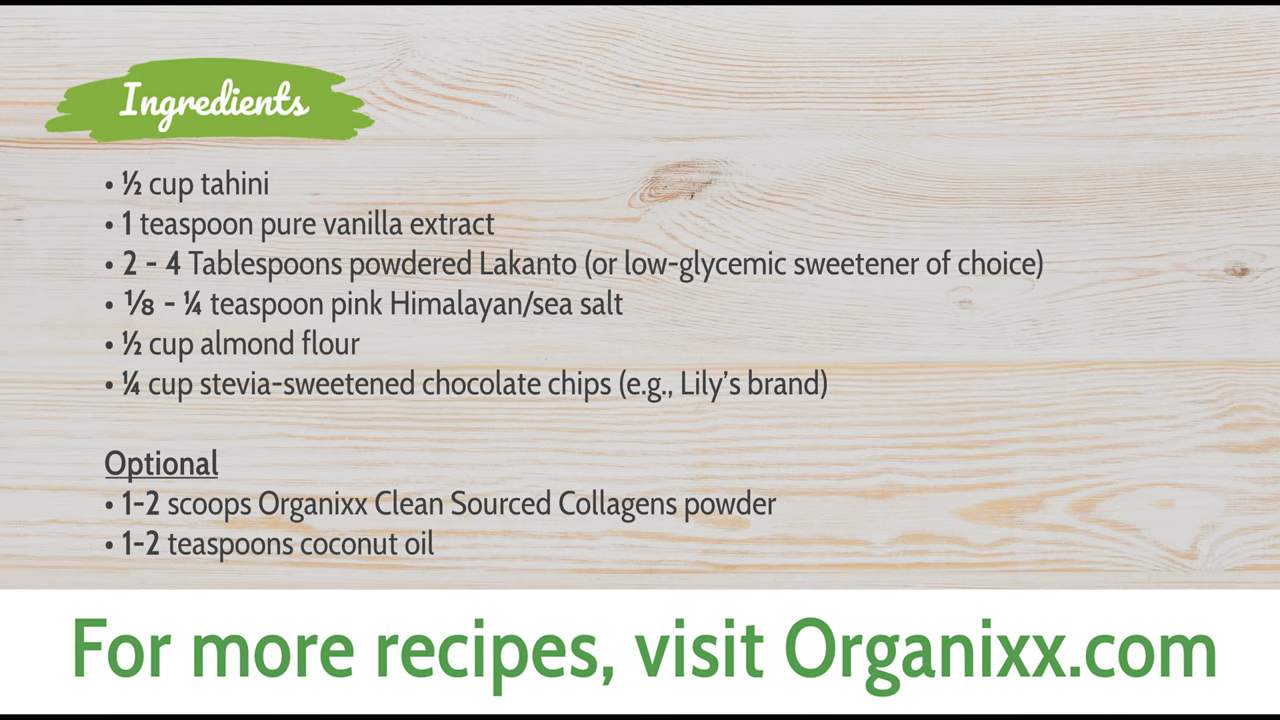 Ingredients
• ½ cup tahini
• 1 teaspoon pure vanilla extract
• 2 - 4 Tablespoons powdered Lakanto (or low-glycemic sweetener of choice)
• ⅛ - ¼ teaspoon pink Himalayan/sea salt
• ½ cup almond flour
• ¼ cup stevia-sweetened chocolate chips (e.g., Lily's brand)
Optional
• 1-2 scoops Organixx Clean Sourced Collagens powder
• 1-2 teaspoons coconut oil
For more recipes, visit Organixx.com